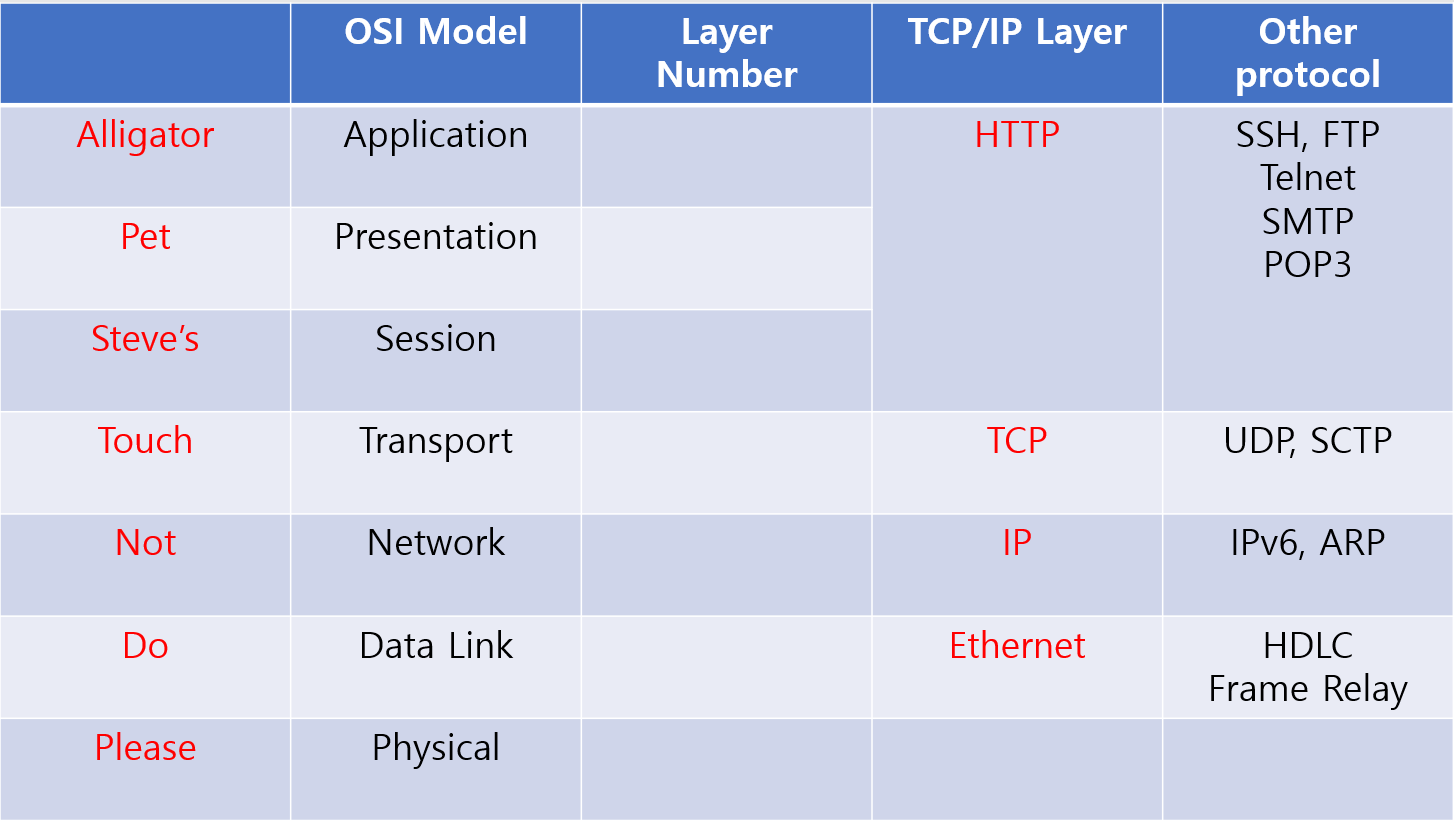 OSI Model
Layer
Number
TCP/IP Layer
Other
protocol
Alligator
Application
HTTP
SSH, FTP
Telnet
SMTP
POP3
Pet
Presentation
Steve’s
Session
Touch
Transport
TCP
UDP, SCTP
Not
Network
IP
IPv6, ARP
Do
Data Link
Ethernet
HDLC
Frame Relay
Please
Physical